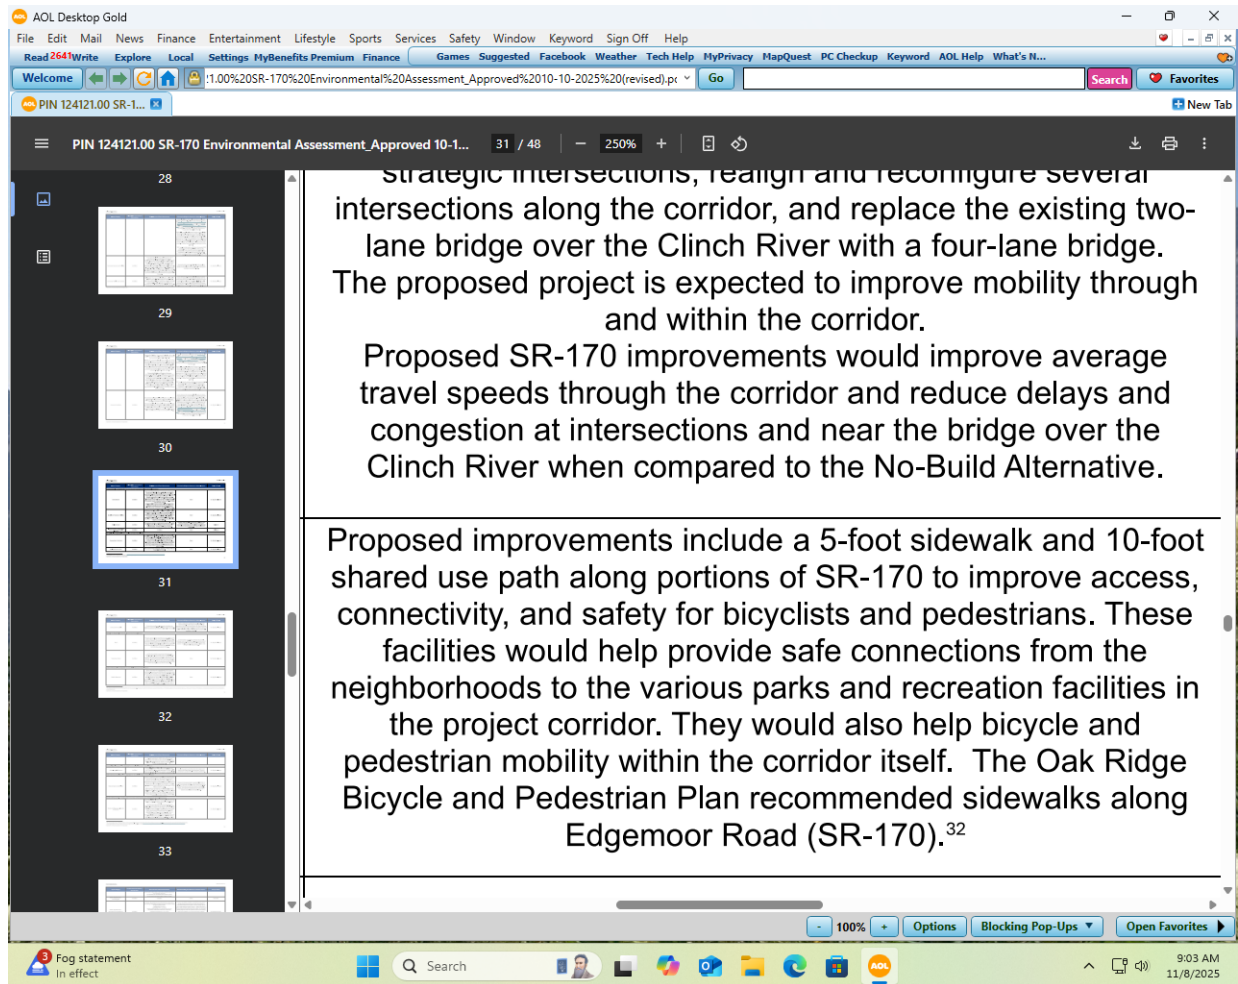 AOL Desktop Gold
File Edit Mail News Finance Entertainment Lifestyle Sports Services Safety Window Keyword Sign Off Help
Read 2641 Write Explore Local Settings MyBenefits Premium Finance Games Suggested Facebook Weather Tech Help MyPrivacy MapQuest PC Checkup Keyword AOL Help What's N...
Welcome :1.00%20SR-170%20Environmental%20Assessment_Approved%2010-10-2025%20(revised).pc Go Search Favorites
PIN 124121.00 SR-1... New Tab
PIN 124121.00 SR-170 Environmental Assessment_Approved 10-1... 31 / 48 250%
28
29
30
31
32
33
strategic intersections, realign and reconfigure several
intersections along the corridor, and replace the existing two-
lane bridge over the Clinch River with a four-lane bridge.
The proposed project is expected to improve mobility through
and within the corridor.
Proposed SR-170 improvements would improve average
travel speeds through the corridor and reduce delays and
congestion at intersections and near the bridge over the
Clinch River when compared to the No-Build Alternative.
Proposed improvements include a 5-foot sidewalk and 10-foot
shared use path along portions of SR-170 to improve access,
connectivity, and safety for bicyclists and pedestrians. These
facilities would help provide safe connections from the
neighborhoods to the various parks and recreation facilities in
the project corridor. They would also help bicycle and
pedestrian mobility within the corridor itself.  The Oak Ridge
Bicycle and Pedestrian Plan recommended sidewalks along
Edgemoor Road (SR-170).32
- 100% + Options Blocking Pop-Ups Open Favorites
3 Fog statement
In effect
Search
AOL
9:03 AM
11/8/2025